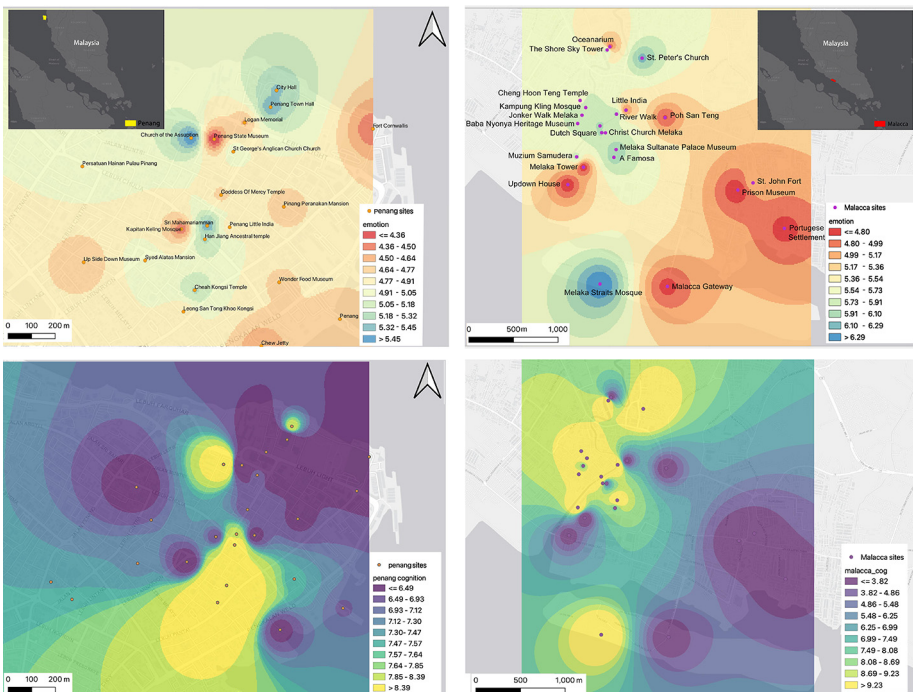 Malaysia
Penang
City Hall
Penang Town Hall
Logan Memorial
Fort Cornwallis
Church of the Assuption
Penang State Museum
St George's Anglican Church Church
Persatuan Hainan Pulau Pinang
Goddess Of Mercy Temple
Pinang Peranakan Mansion
Sri Mahamariamman
Penang Little India
Kapitan Keling Mosque
Han Jiang Ancestral temple
Up Side Down Museum
Syed Alatas Mansion
Wonder Food Museum
Cheah Kongsi Temple
Leong San Tong Khoo Kongsi
Penang
Chew Jetty
0 100 200 m
Penang sites
emotion
<= 4.36
4.36 - 4.50
4.50 - 4.64
4.64 - 4.77
4.77 - 4.91
4.91 - 5.05
5.05 - 5.18
5.18 - 5.32
5.32 - 5.45
> 5.45
Oceanarium
The Shore Sky Tower
St. Peter's Church
Malaysia
Malacca
Cheng Hoon Teng Temple
Kampung Kling Mosque
Little India
Jonker Walk Melaka
River Walk
Poh San Teng
Baba Nyonya Heritage Museum
Dutch Square
Christ Church Melaka
Muzium Samudera
Melaka Sultanate Palace Museum
A Famosa
Melaka Tower
Updown House
St. John Fort
Prison Museum
Portugese
Settlement
Melaka Straits Mosque
Malacca Gateway
0 500m 1,000
Malacca sites
emotion
<= 4.80
4.80 - 4.99
4.99 - 5.17
5.17 - 5.36
5.36 - 5.54
5.54 - 5.73
5.73 - 5.91
5.91 - 6.10
6.10 - 6.29
> 6.29
0 100 200 m
penang sites
penang cognition
<= 6.49
6.49 - 6.93
6.93 - 7.12
7.12 - 7.30
7.30 - 7.47
7.47 - 7.57
7.57 - 7.64
7.64 - 7.85
7.85 - 8.39
> 8.39
0 500 1,000 m
Malacca sites
malacca_cog
<= 3.82
3.82 - 4.86
4.86 - 5.48
5.48 - 6.25
6.25 - 6.99
6.99 - 7.49
7.49 - 8.08
8.08 - 8.69
8.69 - 9.23
> 9.23